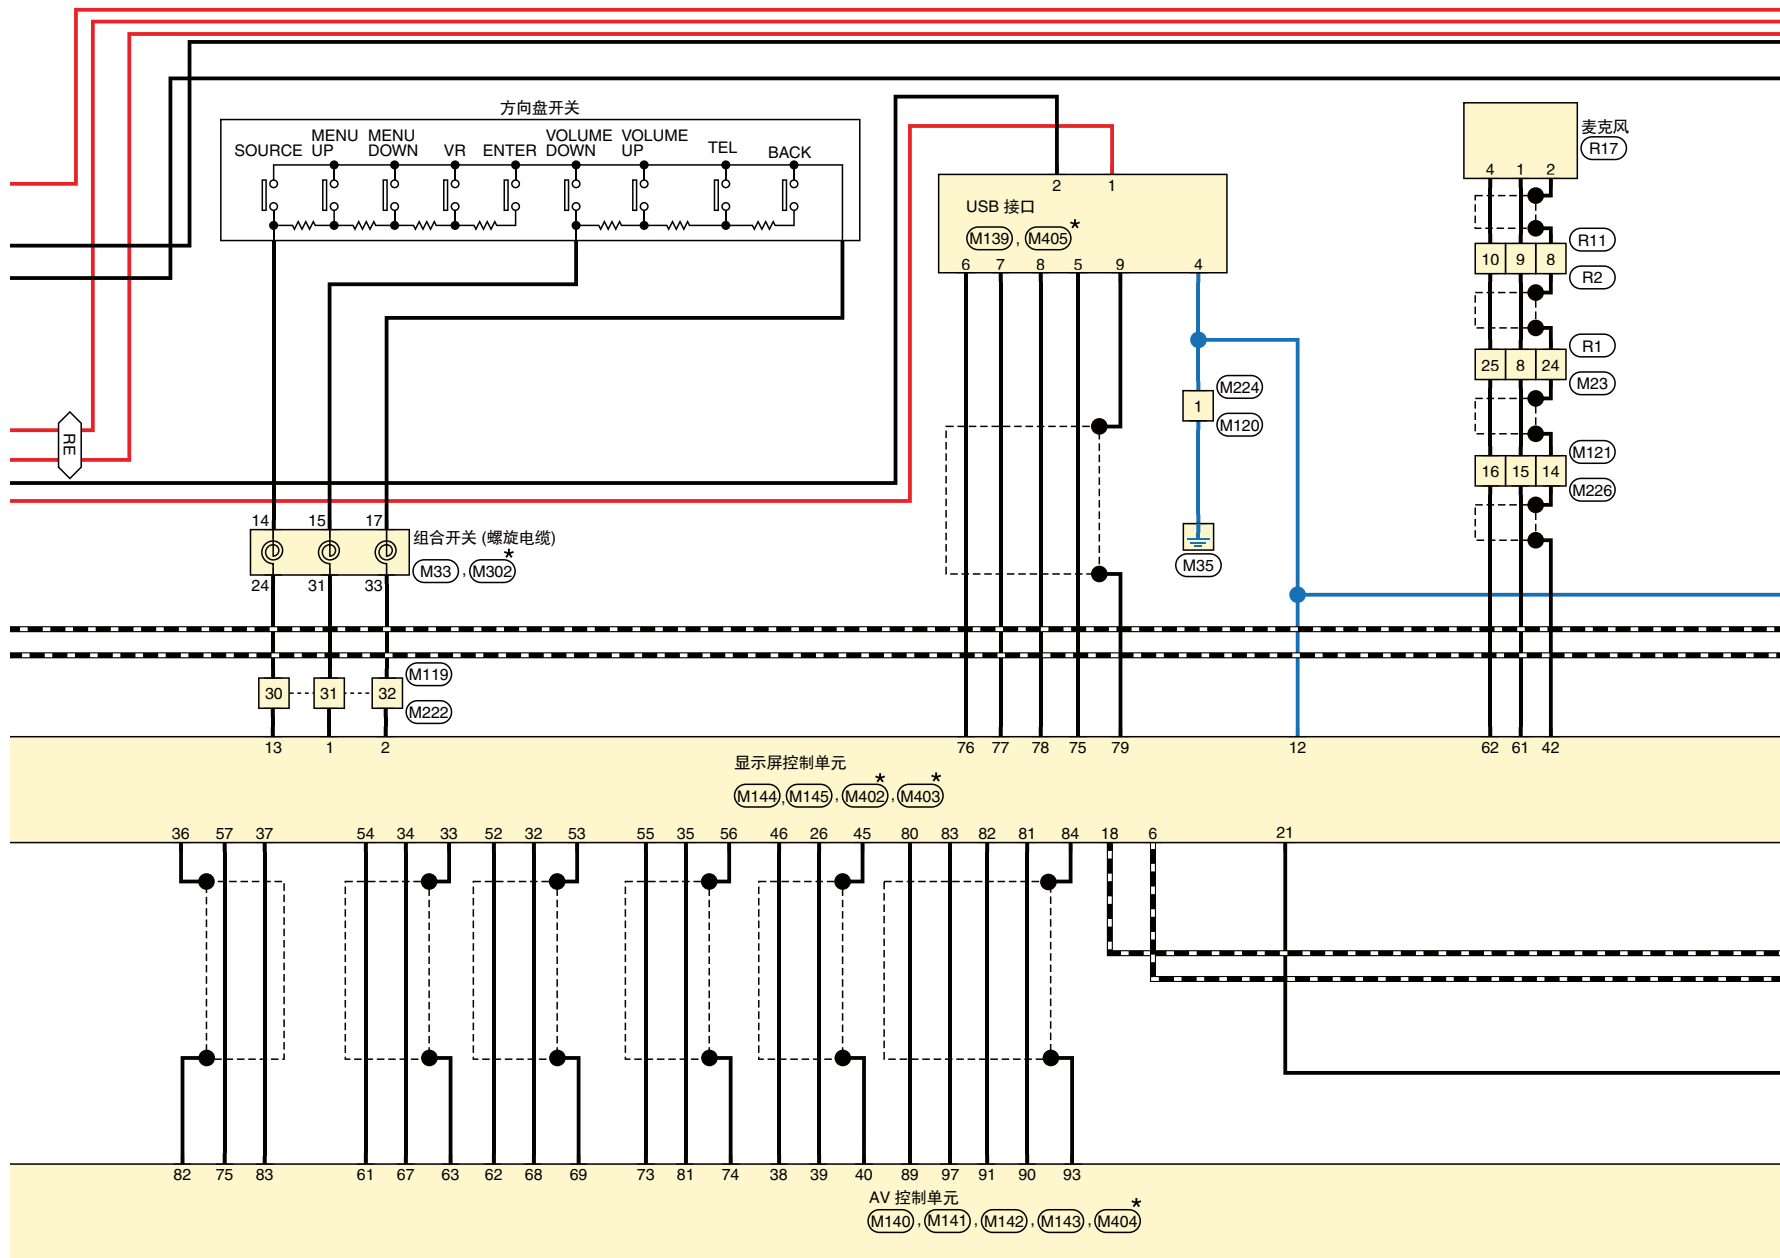 方向盘开关
SOURCE MENU UP MENU DOWN VR ENTER VOLUME DOWN VOLUME UP TEL BACK
麦克风
R17
4 1 2
2 1
USB 接口
M139 , M405 *
6 7 8 5 9 4
R11
10 9 8
R2
R1
25 8 24
M23
M224
1
M120
M121
16 15 14
M226
RE
14 15 17
组合开关 (螺旋电缆)
M33 , M302 *
24 31 33
M35
M119
30 31 32
M222
13 1 2 76 77 78 75 79 12 62 61 42
显示屏控制单元
M144 , M145 , M402 * , M403 *
36 57 37 54 34 33 52 32 53 55 35 56 46 26 45 80 83 82 81 84 18 6 21
82 75 83 61 67 63 62 68 69 73 81 74 38 39 40 89 97 91 90 93
AV 控制单元
M140 , M141 , M142 , M143 , M404 *